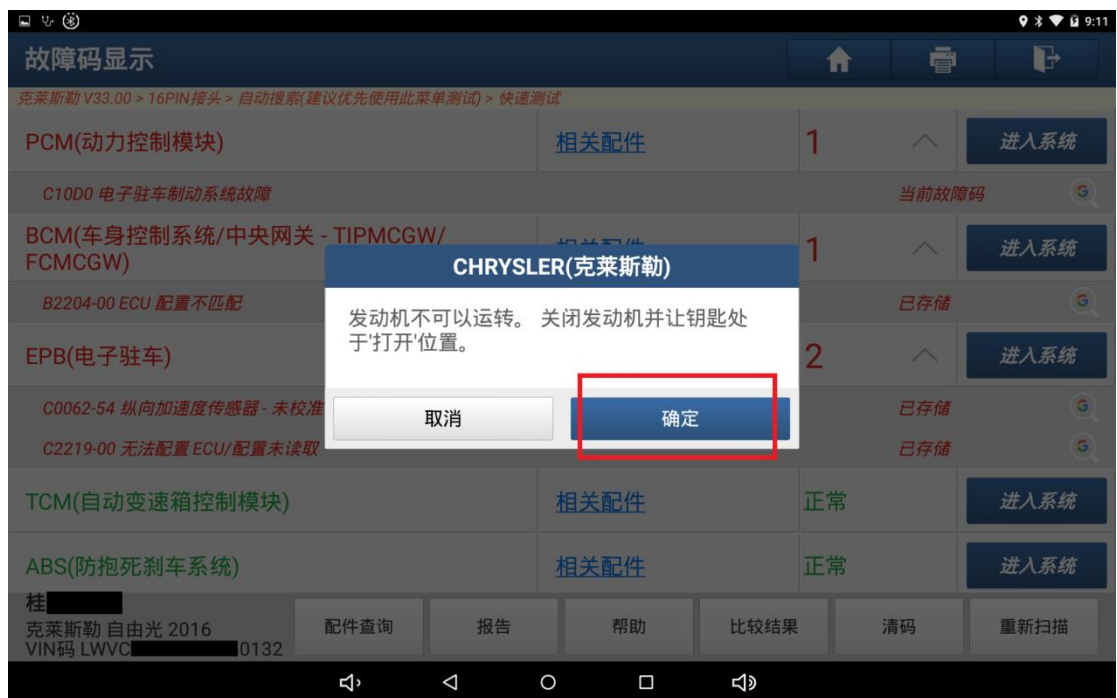 9:11
故障码显示
克莱斯勒 V33.00 > 16PIN接头 > 自动搜索(建议优先使用此菜单测试) > 快速测试
PCM(动力控制模块) 相关配件 1 进入系统
C10D0 电子驻车制动系统故障 当前故障码
BCM(车身控制系统/中央网关 - TIPMCGW/
FCMCGW) 1 进入系统
B2204-00 ECU 配置不匹配 已存储
CHRYSLER(克莱斯勒)
发动机不可以运转。 关闭发动机并让钥匙处
于'打开'位置。
取消 确定
EPB(电子驻车) 2 进入系统
C0062-54 纵向加速度传感器 - 未校准 已存储
C2219-00 无法配置 ECU/配置未读取 已存储
TCM(自动变速箱控制模块) 相关配件 正常 进入系统
ABS(防抱死刹车系统) 相关配件 正常 进入系统
桂
克莱斯勒 自由光 2016
VIN码 LWVC 0132
配件查询 报告 帮助 比较结果 清码 重新扫描